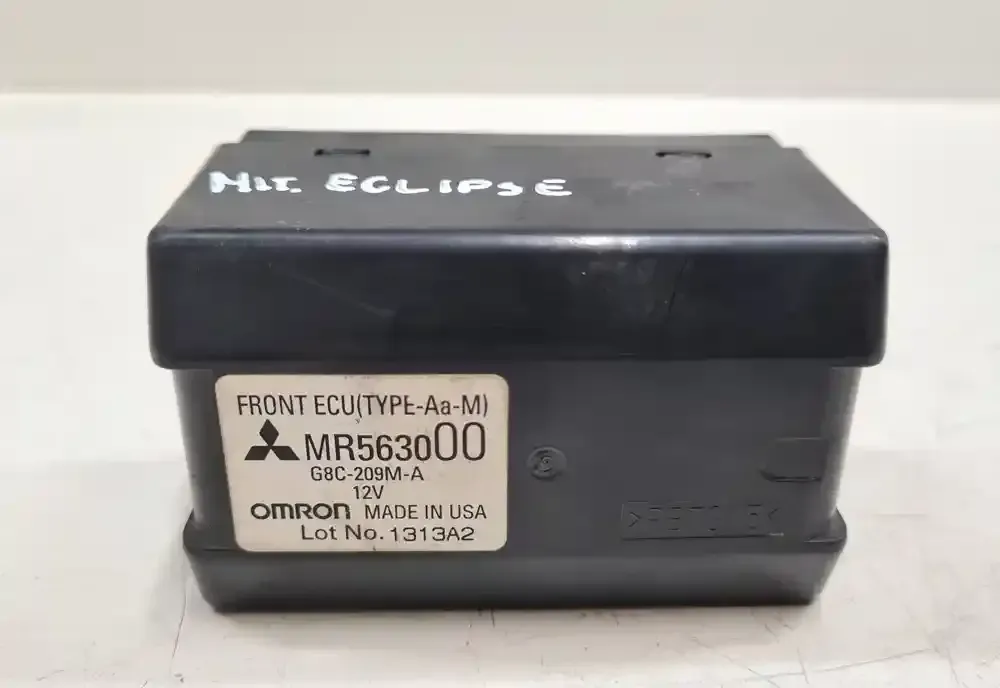 MIT. ECLIPSE
FRONT ECU(TYPE-Aa-M)
MR563000
G8C-209M-A
12V
OMRON MADE IN USA
Lot No. 1313A2